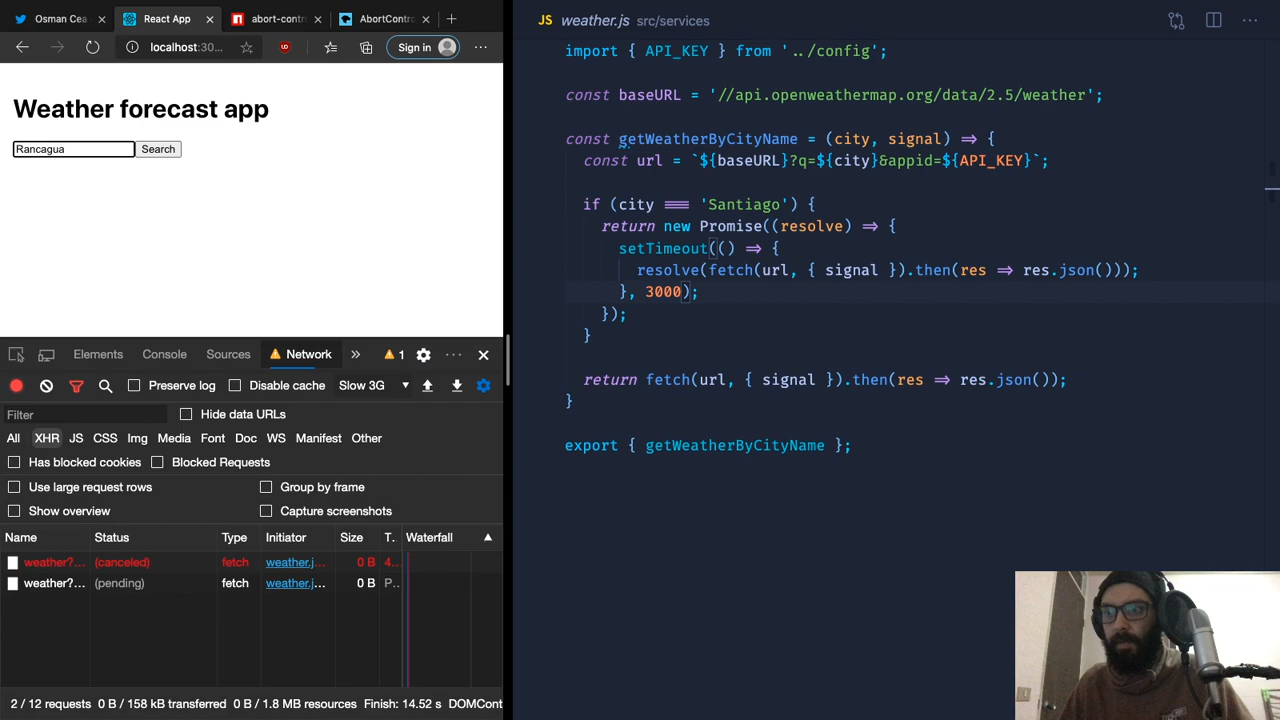 Osman Cea
React App
abort-contr
AbortContro
localhost:30...
Sign in
Weather forecast app
Rancagua
Search
Elements
Console
Sources
Network
1
Preserve log
Disable cache
Slow 3G
Filter
Hide data URLs
All
XHR
JS
CSS
Img
Media
Font
Doc
WS
Manifest
Other
Has blocked cookies
Blocked Requests
Use large request rows
Group by frame
Show overview
Capture screenshots
Name
Status
Type
Initiator
Size
T.
Waterfall
weather?... (canceled) fetch weather.j... 0 B 4..
weather?... (pending) fetch weather.j... 0 B P..
2 / 12 requests 0 B / 158 kB transferred 0 B / 1.8 MB resources Finish: 14.52 s DOMCont
JS weather.js src/services
import { API_KEY } from '../config';
const baseURL = '//api.openweathermap.org/data/2.5/weather';
const getWeatherByCityName = (city, signal) => {
const url = `${baseURL}?q=${city}&appid=${API_KEY}`;
if (city === 'Santiago') {
return new Promise((resolve) => {
setTimeout(() => {
resolve(fetch(url, { signal }).then(res => res.json()));
}, 3000);
});
}
return fetch(url, { signal }).then(res => res.json());
}
export { getWeatherByCityName };